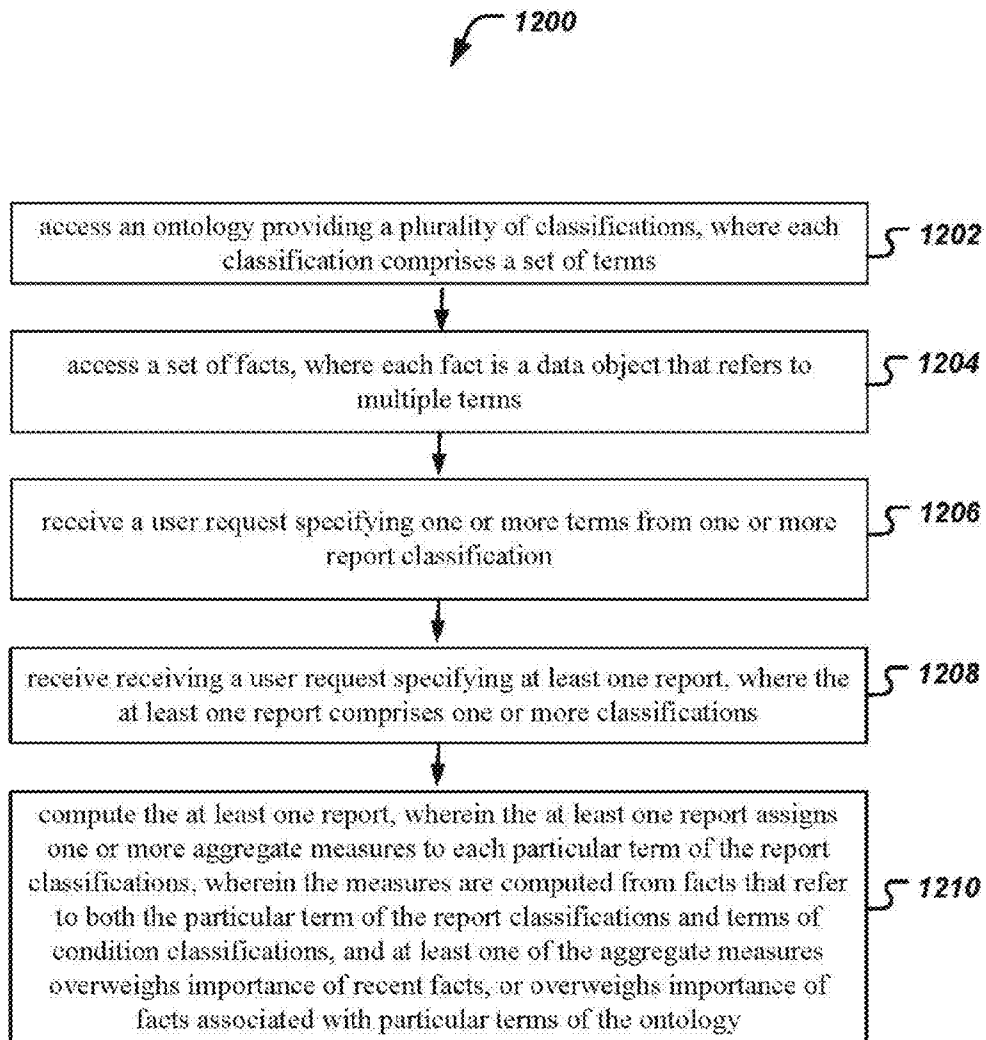 1200
access an ontology providing a plurality of classifications, where each
classification comprises a set of terms
1202
access a set of facts, where each fact is a data object that refers to
multiple terms
1204
receive a user request specifying one or more terms from one or more
report classification
1206
receive receiving a user request specifying at least one report, where the
at least one report comprises one or more classifications
1208
compute the at least one report, wherein the at least one report assigns
one or more aggregate measures to each particular term of the report
classifications, wherein the measures are computed from facts that refer
to both the particular term of the report classifications and terms of
condition classifications, and at least one of the aggregate measures
overweighs importance of recent facts, or overweighs importance of
facts associated with particular terms of the ontology
1210